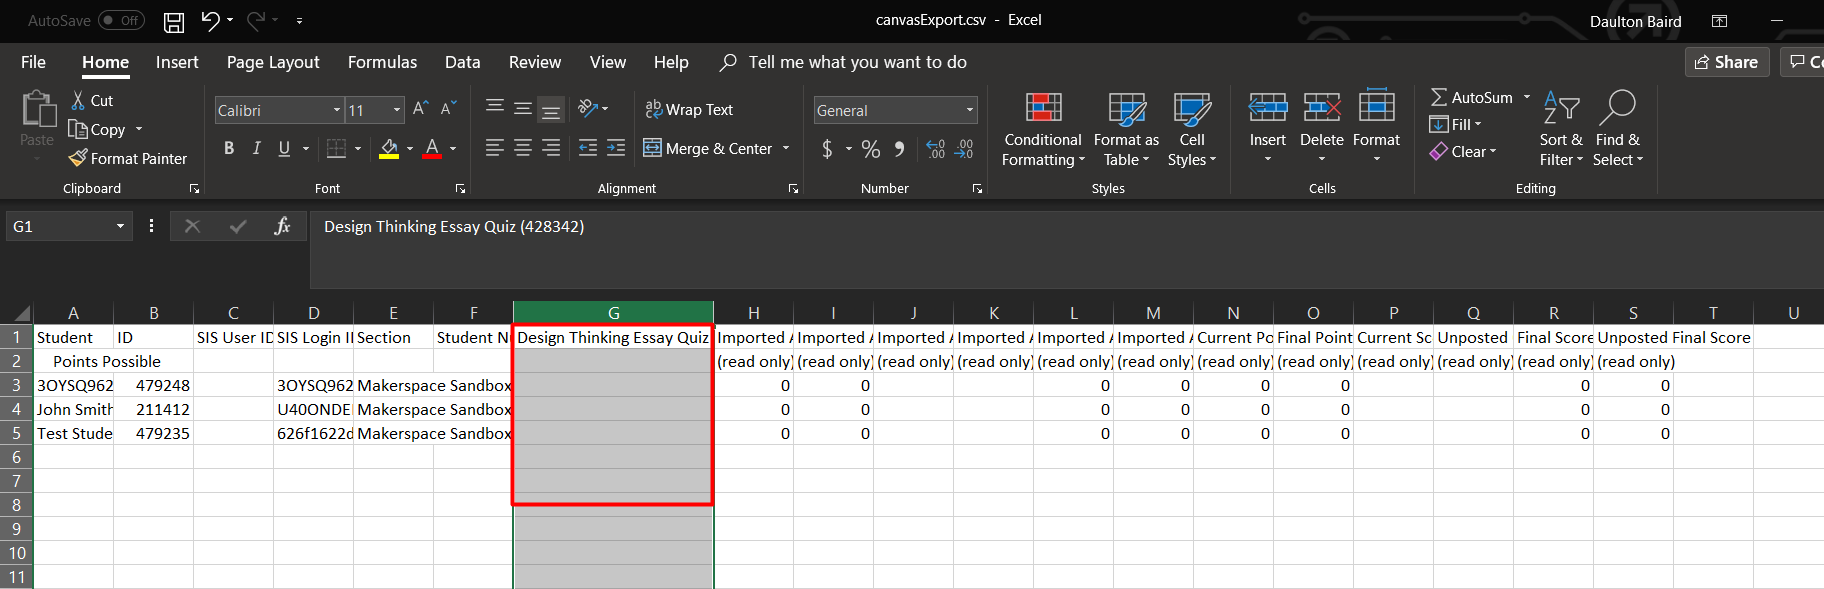 AutoSave Off canvasExport.csv - Excel Daulton Baird
File Home Insert Page Layout Formulas Data Review View Help Tell me what you want to do Share
Paste Cut Copy Format Painter
Calibri 11
B I U A
ab Wrap Text
Merge & Center
General
$ % 9 .00 .00
Conditional Formatting Format as Table Cell Styles
Insert Delete Format
AutoSum Fill Clear
Sort & Filter Find & Select
Clipboard Font Alignment Number Styles Cells Editing
G1 fx Design Thinking Essay Quiz (428342)
A B C D E F G H I J K L M N O P Q R S T U
1 Student ID SIS User ID SIS Login I Section Student N Design Thinking Essay Quiz Imported A Imported A Imported A Imported A Imported A Imported A Current Po Final Point Current Sc Unposted Final Score Unposted Final Score
2 Points Possible (read only) (read only) (read only) (read only) (read only) (read only) (read only) (read only) (read only) (read only) (read only) (read only)
3 3OYSQ962 479248 3OYSQ962 Makerspace Sandbox 0 0 0 0 0 0 0 0
4 John Smith 211412 U40ONDE Makerspace Sandbox 0 0 0 0 0 0 0 0
5 Test Stude 479235 626f1622d Makerspace Sandbox 0 0 0 0 0 0 0 0
6
7
8
9
10
11